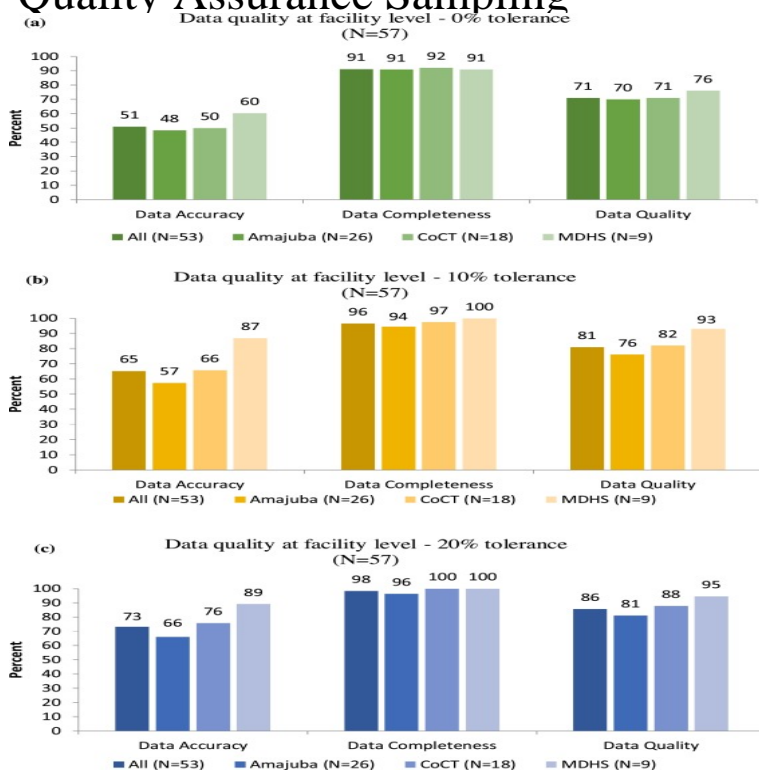 Quality Assurance Sampling
(a) Data quality at facility level - 0% tolerance
(N=57)
100
90
80
70
60
50
40
30
20
10
0
Percent
51 48 50 60
91 91 92 91
71 70 71 76
Data Accuracy Data Completeness Data Quality
All (N=53) Amajuba (N=26) CoCT (N=18) MDHS (N=9)
(b) Data quality at facility level - 10% tolerance
(N=57)
100
90
80
70
60
50
40
30
20
10
0
Percent
65 57 66 87
96 94 97 100
81 76 82 93
Data Accuracy Data Completeness Data Quality
All (N=53) Amajuba (N=26) CoCT (N=18) MDHS (N=9)
(c) Data quality at facility level - 20% tolerance
(N=57)
100
90
80
70
60
50
40
30
20
10
0
Percent
73 66 76 89
98 96 100 100
86 81 88 95
Data Accuracy Data Completeness Data Quality
All (N=53) Amajuba (N=26) CoCT (N=18) MDHS (N=9)